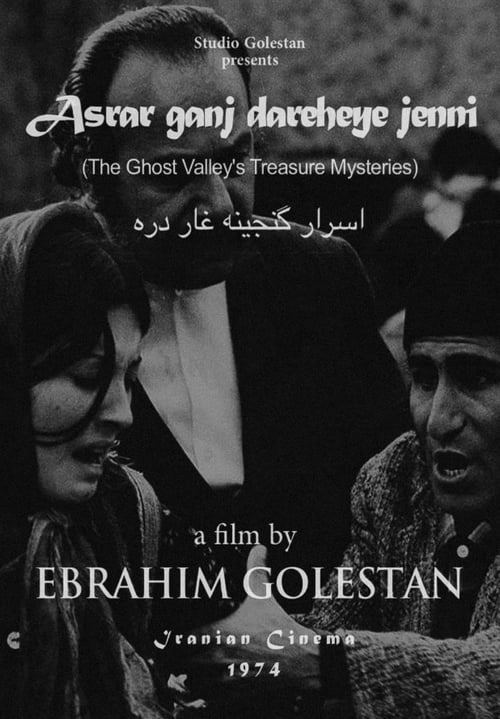 Studio Golestan
presents
Asrar ganj dareheye jenni
(The Ghost Valley's Treasure Mysteries)
اسرار گنجینه غار دره
a film by
EBRAHIM GOLESTAN
Iranian Cinema
1974